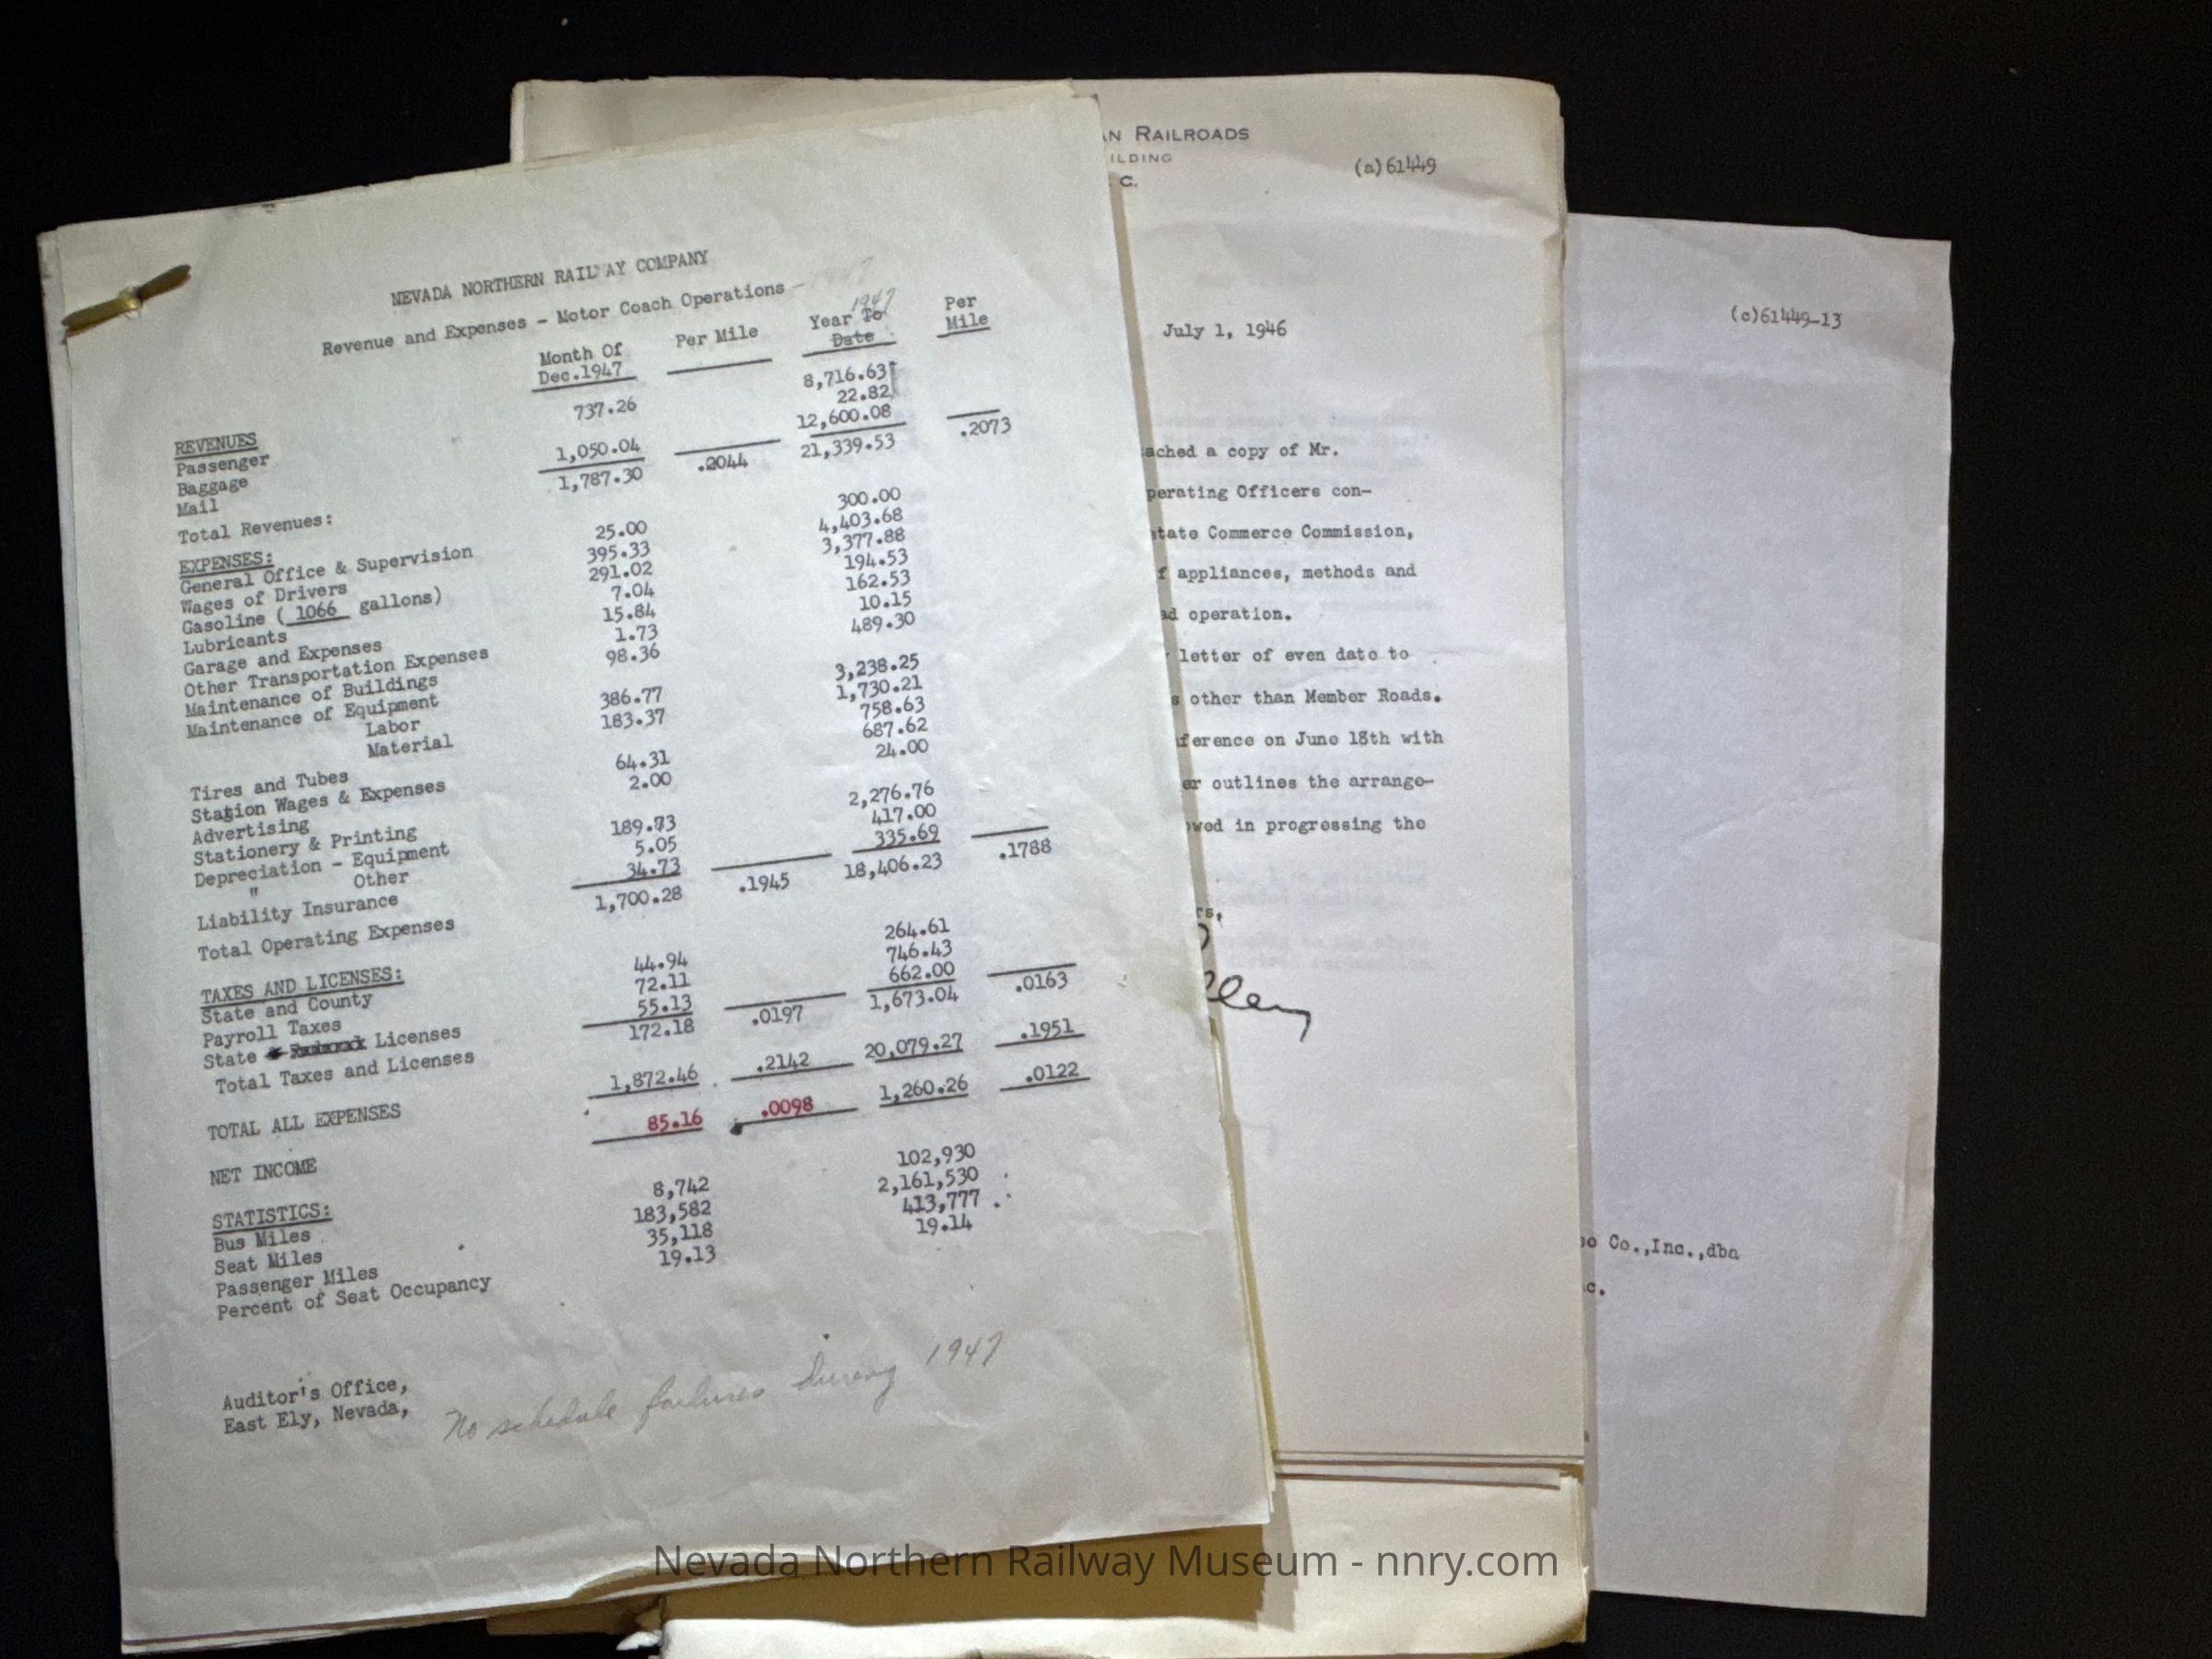 NEVADA NORTHERN RAILWAY COMPANY
Revenue and Expenses - Motor Coach Operations - 1947
Month Of Dec.1947 Per Mile Year To Date 1947 Per Mile
REVENUES
Passenger 737.26 8,716.63
Baggage 22.82
Mail 1,050.04 12,600.08
Total Revenues: 1,787.30 .2044 21,339.53 .2073
EXPENSES:
General Office & Supervision 25.00 300.00
Wages of Drivers 395.33 4,403.68
Gasoline ( 1066 gallons) 291.02 3,377.88
Lubricants 7.04 194.53
Garage and Expenses 15.84 162.53
Other Transportation Expenses 1.73 10.15
Maintenance of Buildings 98.36 489.30
Maintenance of Equipment
Labor 386.77 3,238.25
Material 183.37 1,730.21
Tires and Tubes 758.63
Station Wages & Expenses 64.31 687.62
Advertising 2.00 24.00
Stationery & Printing
Depreciation - Equipment 189.73 2,276.76
" Other 5.05 417.00
Liability Insurance 34.73 335.69
Total Operating Expenses 1,700.28 .1945 18,406.23 .1788
TAXES AND LICENSES:
State and County 44.94 264.61
Payroll Taxes 72.11 746.43
State Licenses 55.13 662.00
Total Taxes and Licenses 172.18 .0197 1,673.04 .0163
TOTAL ALL EXPENSES 1,872.46 .2142 20,079.27 .1951
NET INCOME 85.16 .0098 1,260.26 .0122
STATISTICS:
Bus Miles 8,742 102,930
Seat Miles 183,582 2,161,530
Passenger Miles 35,118 413,777
Percent of Seat Occupancy 19.13 19.14
Auditor's Office,
East Ely, Nevada,
No schedule failures during 1947
AN RAILROADS
ILDING
. C.
(a)61449
July 1, 1946
ached a copy of Mr.
perating Officers con-
state Commerce Commission,
f appliances, methods and
ad operation.
letter of even date to
s other than Member Roads.
ference on June 18th with
er outlines the arrange-
owed in progressing the
rs,
(c)61449-13
Co.,Inc.,dba
c.
Nevada Northern Railway Museum - nnry.com